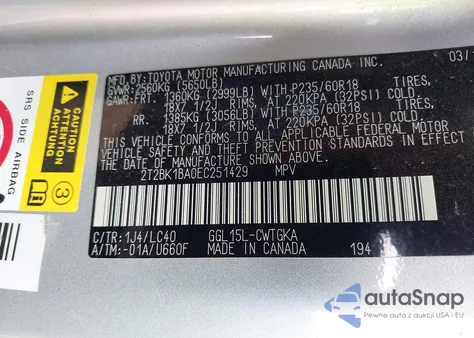 MFD. BY:TOYOTA MOTOR MANUFACTURING CANADA INC. 03/1
GVWR: 2560KG (5650LB)
GAWR: FRT. 1360KG (2999LB) WITH P235/60R18 TIRES,
18X7 1/2J RIMS, AT 220KPA (32PSI) COLD
RR. 1385KG (3056LB) WITH P235/60R18 TIRES,
18X7 1/2J RIMS, AT 220KPA (32PSI) COLD
THIS VEHICLE CONFORMS TO ALL APPLICABLE FEDERAL MOTOR
VEHICLE SAFETY STANDARDS IN EFFECT ON THE DATE OF
MANUFACTURE SHOWN ABOVE.
2T2BK1BA0EC251429 MPV
C/TR: 1J4/LC40 GGL15L-CWTGKA
A/TM: -01A/U660F MADE IN CANADA 194
SRS SIDE AIRBAG
CAUTION
ATTENTION
ACHTUNG
3
autoSnap
Pewne auta z aukcji USA i EU